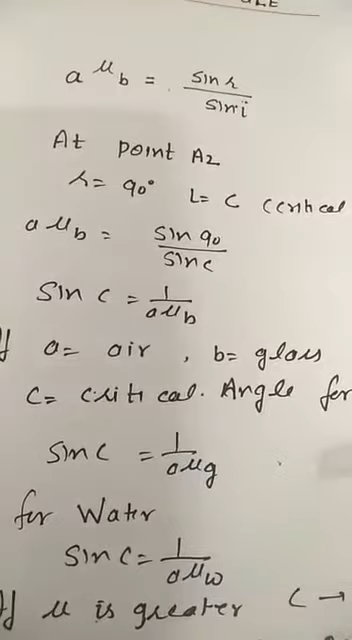 aμb = sin r / sin i
At point A2
r = 90° i = C (critical
aμb = sin 90 / sin c
sin c = 1 / aμb
If a = air , b = glass
C = critical. Angle for
sin c = 1 / aμg
for Water
sin c = 1 / aμw
If μ is greater C →